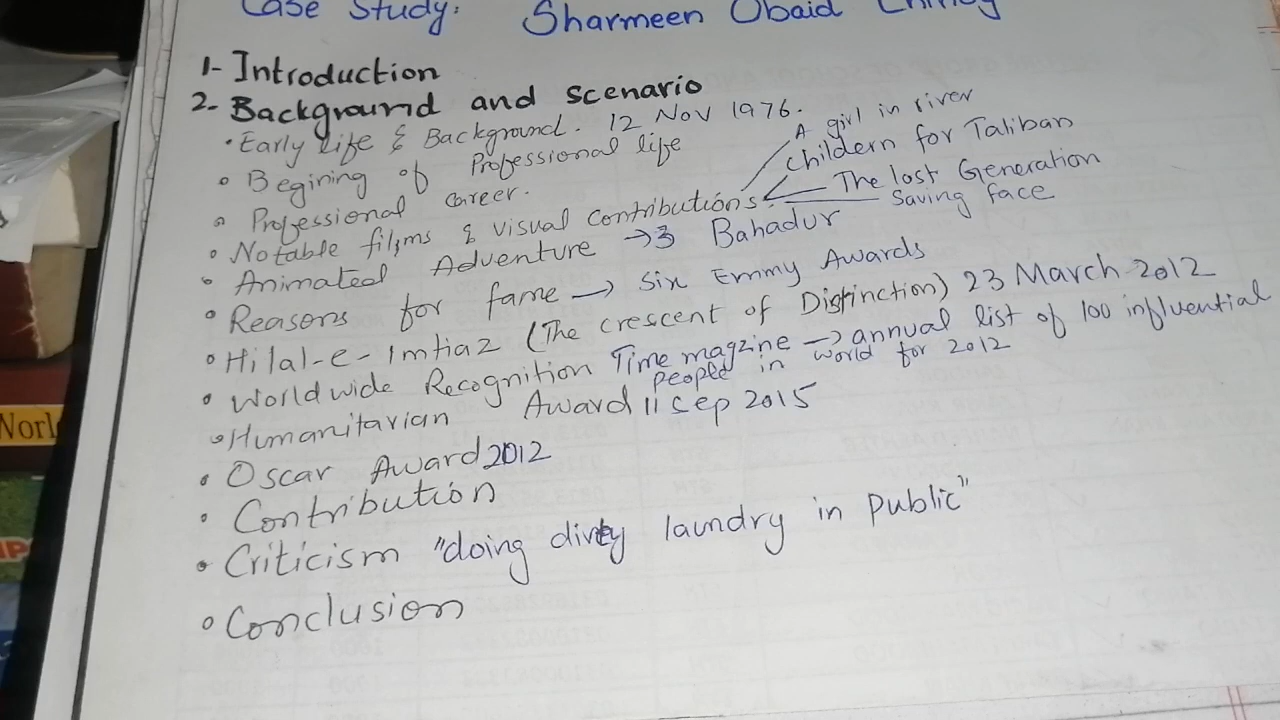 Case Study: Sharmeen Obaid Chinoy
1- Introduction
2- Background and scenario
• Early life & Background. 12 Nov 1976.
• Begining of Professional life
• Professional career.
• Notable films & visual contributions:
A girl in river
childern for Taliban
The lost Generation
Saving face
• Animated Adventure → 3 Bahadur
• Reasons for fame → Six Emmy Awards
• Hilal-e-Imtiaz (The crescent of Distinction) 23 March 2012
• Worldwide Recognition Time magzine → annual list of 100 influential
people in world for 2012
• Humanitarian Award 11 Sep 2015
• Oscar Award 2012
• Contribution
• Criticism "doing dirty laundry in public"
• Conclusion
Worl